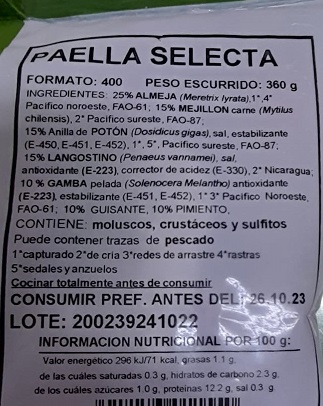 PAELLA SELECTA
FORMATO: 400 PESO ESCURRIDO: 360 g
INGREDIENTES: 25% ALMEJA (Meretrix lyrata),1*,4*
Pacifico noroeste, FAO-61; 15% MEJILLON carne (Mytilus
chilensis), 2* Pacifico sureste, FAO-87;
15% Anilla de POTÓN (Dosidicus gigas), sal, estabilizante
(E-450, E-451, E-452), 1*, 5*, Pacifico sureste, FAO-87;
15% LANGOSTINO (Penaeus vannamei), sal,
antioxidante (E-223), corrector de acidez (E-330), 2* Nicaragua;
10 % GAMBA pelada (Solenocera Melantho) antioxidante
(E-223), estabilizante (E-451, E-452), 1* 3* Pacifico Noroeste,
FAO-61; 10% GUISANTE, 10% PIMIENTO.
CONTIENE: moluscos, crustáceos y sulfitos
Puede contener trazas de pescado
1*capturado 2*de cría 3*redes de arrastre 4*rastras
5*sedales y anzuelos
Cocinar totalmente antes de consumir
CONSUMIR PREF. ANTES DEL: 26.10.23
LOTE: 200239241022
INFORMACION NUTRICIONAL POR 100 g:
Valor energético 296 kJ/71 kcal, grasas 1.1 g,
de las cuales saturadas 0.3 g, hidratos de carbono 2.3 g,
de los cuales azúcares 1.0 g, proteinas 12.2 g, sal 0.3 g.